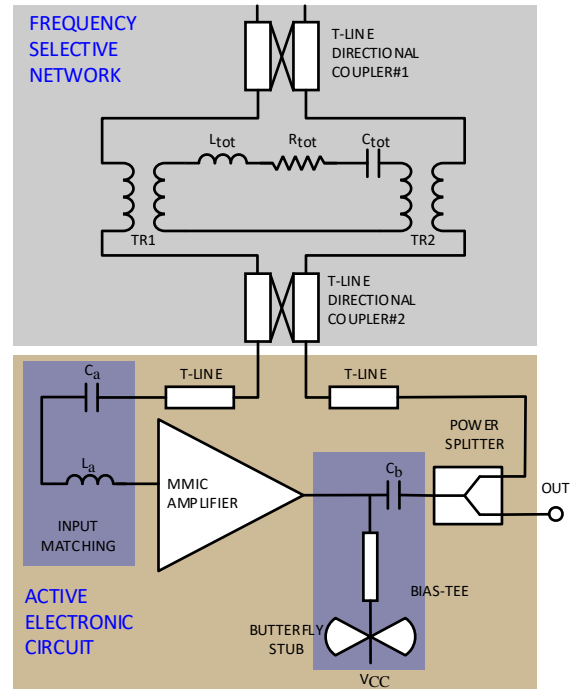 FREQUENCY
SELECTIVE
NETWORK
T-LINE
DIRECTIONAL
COUPLER#1
Ltot
Rtot
Ctot
TR1
TR2
T-LINE
DIRECTIONAL
COUPLER#2
Ca
T-LINE
T-LINE
POWER
SPLITTER
La
MMIC
AMPLIFIER
Cb
OUT
INPUT
MATCHING
BIAS-TEE
ACTIVE
ELECTRONIC
CIRCUIT
BUTTERFLY
STUB
VCC